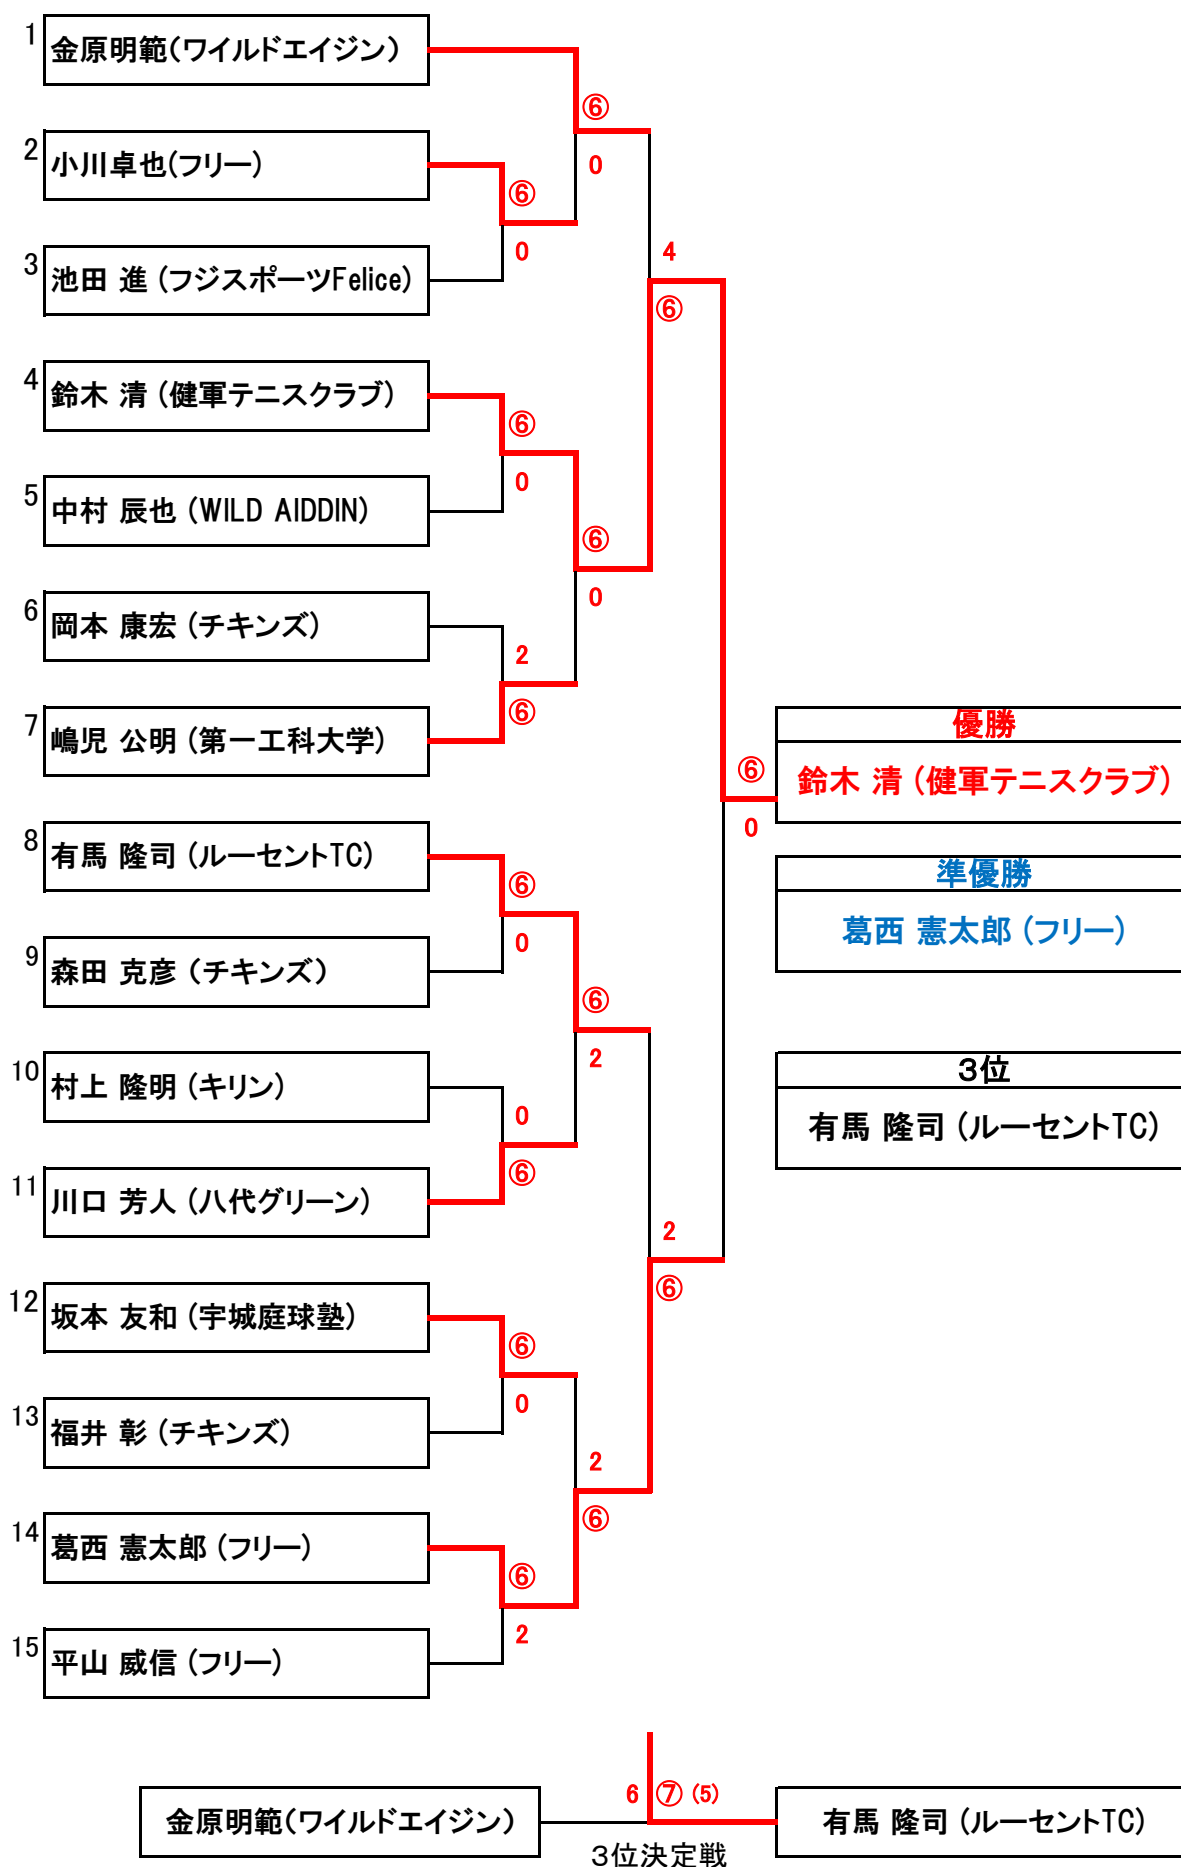 1
金原明範(ワイルドエイジン)
⑥
2
小川卓也(フリー)
0
⑥
3
池田 進 (フジスポーツFelice)
0
4
⑥
4
鈴木 清 (健軍テニスクラブ)
⑥
5
中村 辰也 (WILD AIDDIN)
0
⑥
6
岡本 康宏 (チキンズ)
0
2
7
嶋児 公明 (第一工科大学)
⑥
優勝
鈴木 清 (健軍テニスクラブ)
⑥
0
8
有馬 隆司 (ルーセントTC)
⑥
準優勝
葛西 憲太郎 (フリー)
9
森田 克彦 (チキンズ)
0
⑥
10
村上 隆明 (キリン)
2
0
3位
有馬 隆司 (ルーセントTC)
11
川口 芳人 (八代グリーン)
⑥
2
⑥
12
坂本 友和 (宇城庭球塾)
⑥
13
福井 彰 (チキンズ)
0
2
⑥
14
葛西 憲太郎 (フリー)
⑥
15
平山 威信 (フリー)
2
金原明範(ワイルドエイジン)
6 ⑦ (5)
有馬 隆司 (ルーセントTC)
3位決定戦